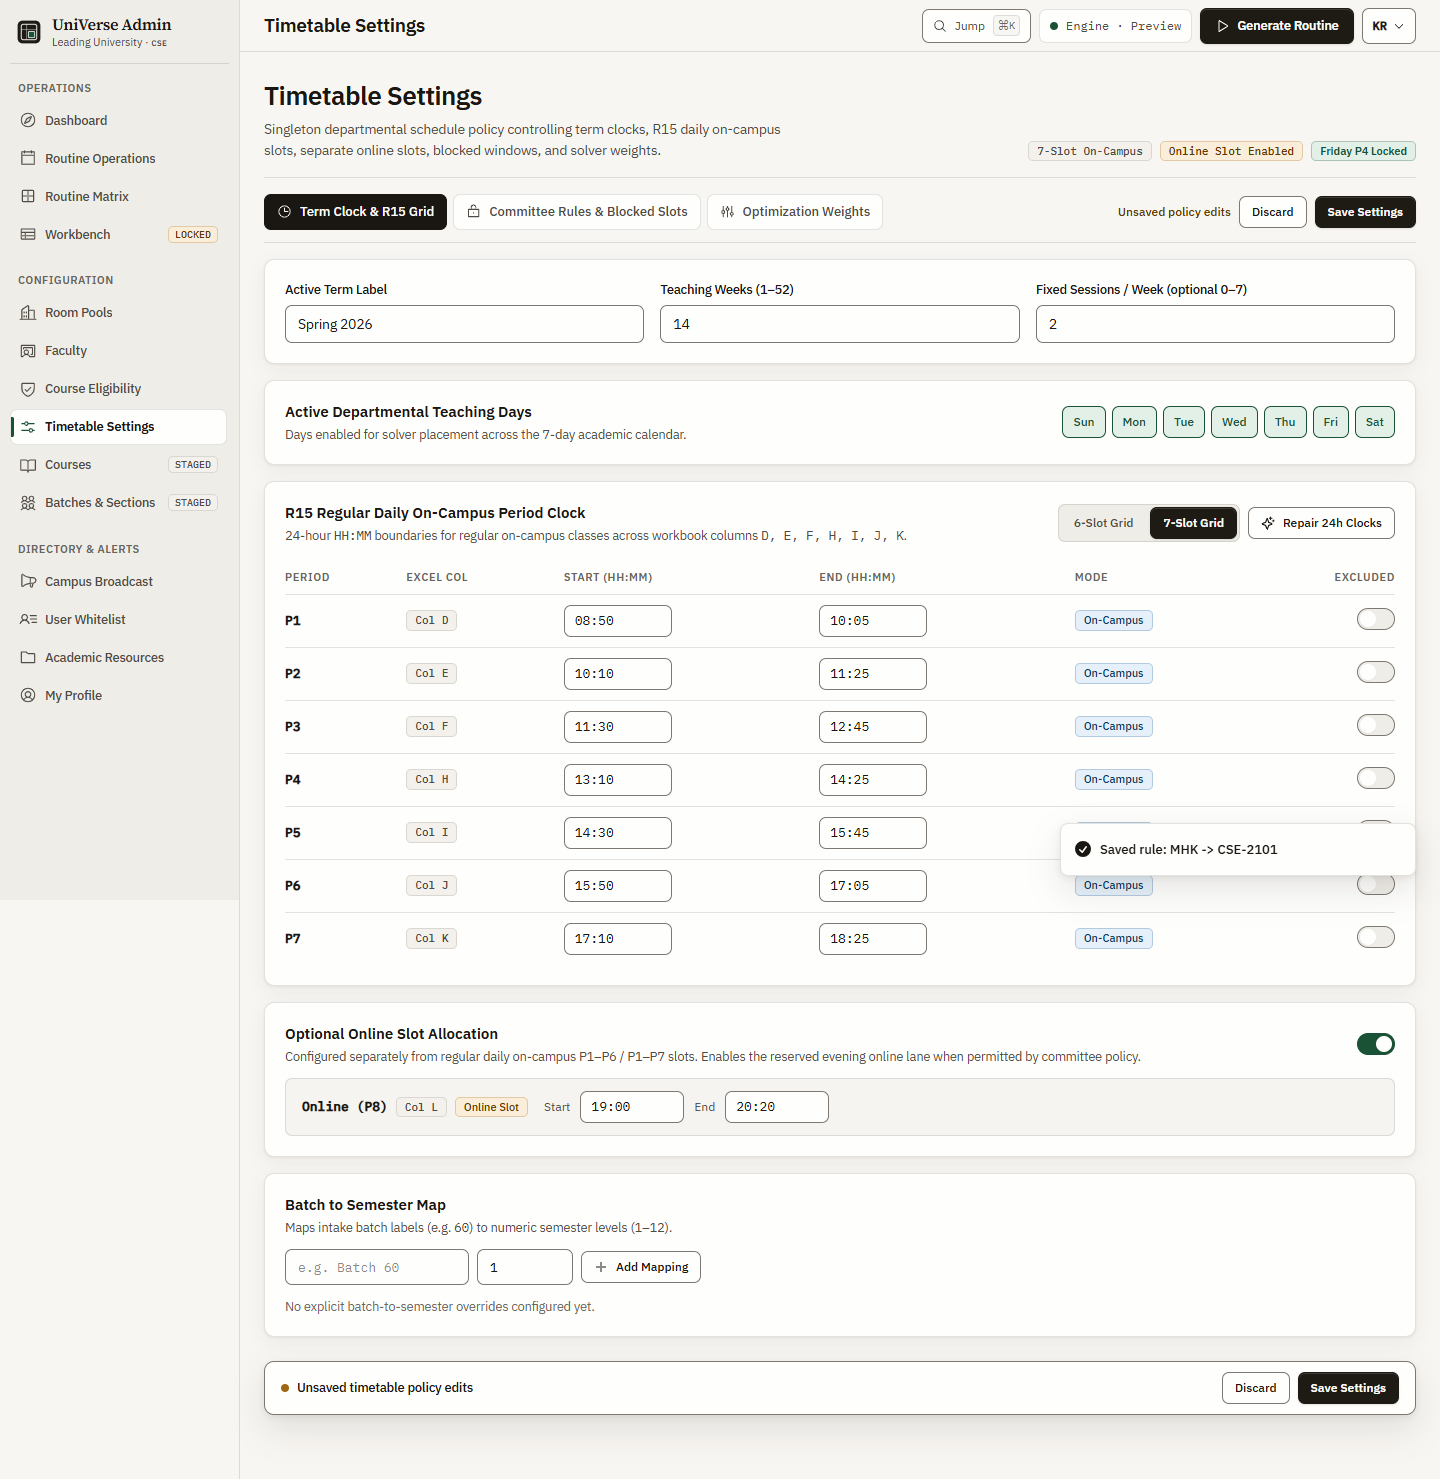 UniVerse Admin
Leading University · CSE
OPERATIONS
Dashboard
Routine Operations
Routine Matrix
Workbench LOCKED
CONFIGURATION
Room Pools
Faculty
Course Eligibility
Timetable Settings
Courses STAGED
Batches & Sections STAGED
DIRECTORY & ALERTS
Campus Broadcast
User Whitelist
Academic Resources
My Profile
Timetable Settings
Jump ⌘K
Engine · Preview
Generate Routine
KR
Timetable Settings
Singleton departmental schedule policy controlling term clocks, R15 daily on-campus
slots, separate online slots, blocked windows, and solver weights.
7-Slot On-Campus Online Slot Enabled Friday P4 Locked
Term Clock & R15 Grid Committee Rules & Blocked Slots Optimization Weights
Unsaved policy edits Discard Save Settings
Active Term Label Teaching Weeks (1–52) Fixed Sessions / Week (optional 0–7)
Spring 2026 14 2
Active Departmental Teaching Days
Days enabled for solver placement across the 7-day academic calendar.
Sun Mon Tue Wed Thu Fri Sat
R15 Regular Daily On-Campus Period Clock
24-hour HH:MM boundaries for regular on-campus classes across workbook columns D, E, F, H, I, J, K.
6-Slot Grid 7-Slot Grid Repair 24h Clocks
PERIOD EXCEL COL START (HH:MM) END (HH:MM) MODE EXCLUDED
P1 Col D 08:50 10:05 On-Campus
P2 Col E 10:10 11:25 On-Campus
P3 Col F 11:30 12:45 On-Campus
P4 Col H 13:10 14:25 On-Campus
P5 Col I 14:30 15:45
Saved rule: MHK -> CSE-2101
P6 Col J 15:50 17:05 On-Campus
P7 Col K 17:10 18:25 On-Campus
Optional Online Slot Allocation
Configured separately from regular daily on-campus P1–P6 / P1–P7 slots. Enables the reserved evening online lane when permitted by committee policy.
Online (P8) Col L Online Slot Start 19:00 End 20:20
Batch to Semester Map
Maps intake batch labels (e.g. 60) to numeric semester levels (1–12).
e.g. Batch 60 1 Add Mapping
No explicit batch-to-semester overrides configured yet.
Unsaved timetable policy edits Discard Save Settings